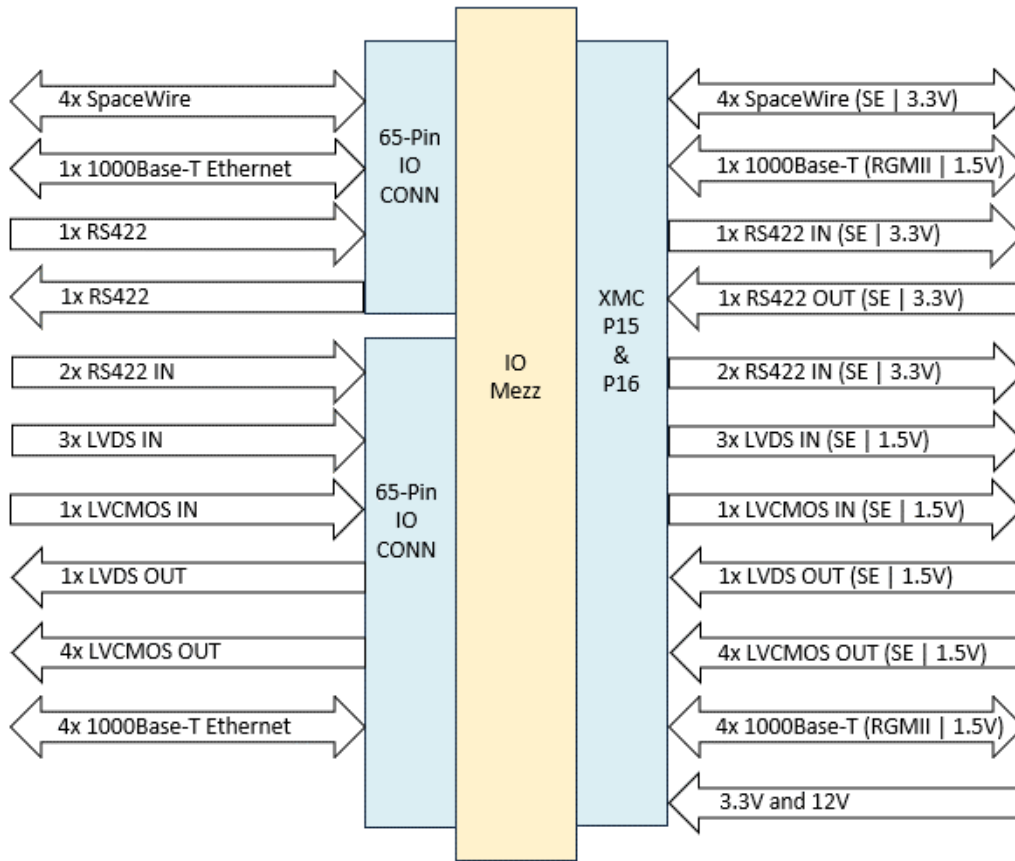 4x SpaceWire
1x 1000Base-T Ethernet
1x RS422
1x RS422
2x RS422 IN
3x LVDS IN
1x LVCMOS IN
1x LVDS OUT
4x LVCMOS OUT
4x 1000Base-T Ethernet
65-Pin
IO
CONN
65-Pin
IO
CONN
IO
Mezz
XMC
P15
&
P16
4x SpaceWire (SE | 3.3V)
1x 1000Base-T (RGMII | 1.5V)
1x RS422 IN (SE | 3.3V)
1x RS422 OUT (SE | 3.3V)
2x RS422 IN (SE | 3.3V)
3x LVDS IN (SE | 1.5V)
1x LVCMOS IN (SE | 1.5V)
1x LVDS OUT (SE | 1.5V)
4x LVCMOS OUT (SE | 1.5V)
4x 1000Base-T (RGMII | 1.5V)
3.3V and 12V